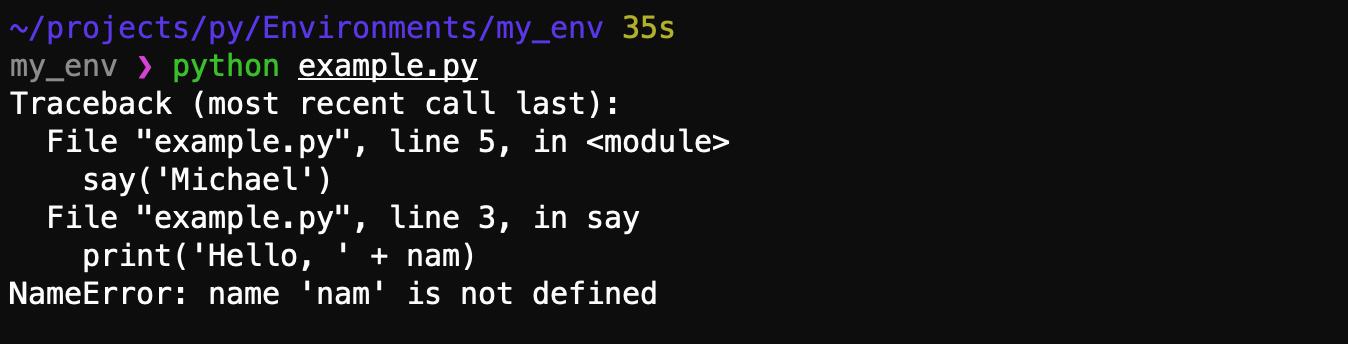 ~/projects/py/Environments/my_env 35s
my_env ❯ python example.py
Traceback (most recent call last):
  File "example.py", line 5, in <module>
    say('Michael')
  File "example.py", line 3, in say
    print('Hello, ' + nam)
NameError: name 'nam' is not defined